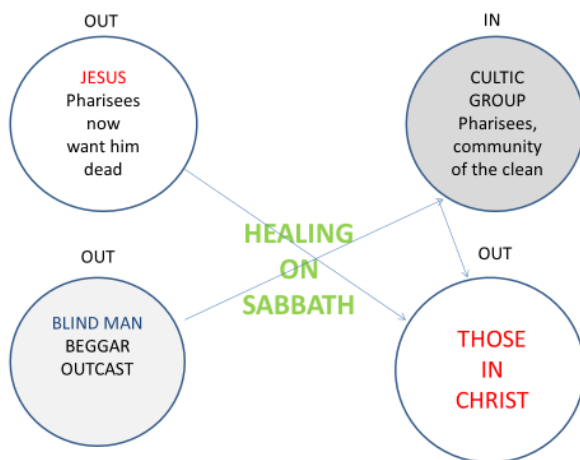 OUT
JESUS
Pharisees
now
want him
dead
IN
CULTIC
GROUP
Pharisees,
community
of the clean
HEALING
ON
SABBATH
OUT
BLIND MAN
BEGGAR
OUTCAST
OUT
THOSE
IN
CHRIST